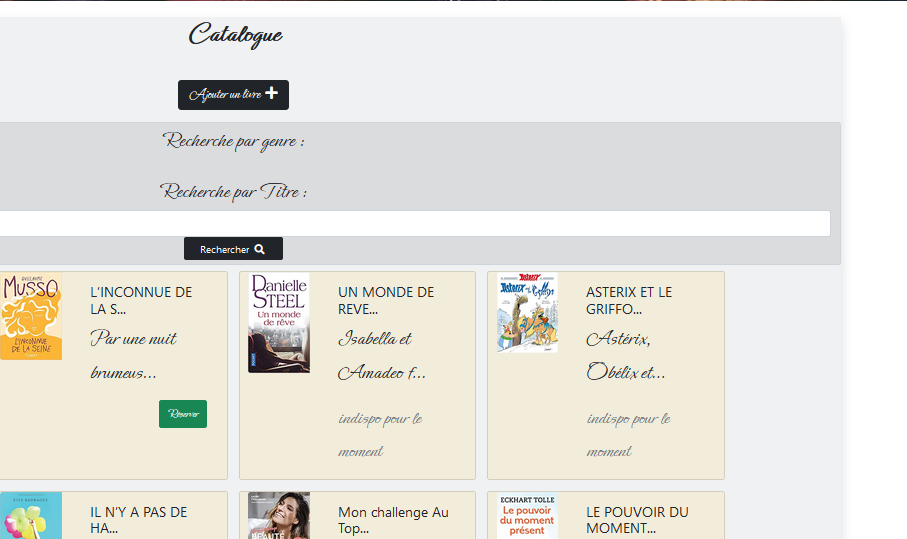 Catalogue
Ajouter un livre
Recherche par genre :
Recherche par Titre :
Rechercher
GUILLAUME
MUSSO
L'INCONNUE
DE LA SEINE
L'INCONNUE DE
LA S...
Par une nuit
brumeus...
Réserver
Danielle
STEEL
Un monde
de rêve
POCKET
UN MONDE DE
REVE...
Isabella et
Amadeo f...
indispo pour le
moment
Asterix
et le
Griffon
ASTERIX ET LE
GRIFFO...
Astérix,
Obélix et...
indispo pour le
moment
IL N'Y A PAS DE
HA...
BEAUTÉ
Mon challenge Au
Top...
ECKHART TOLLE
Le pouvoir
du moment
présent
LE POUVOIR DU
MOMENT...